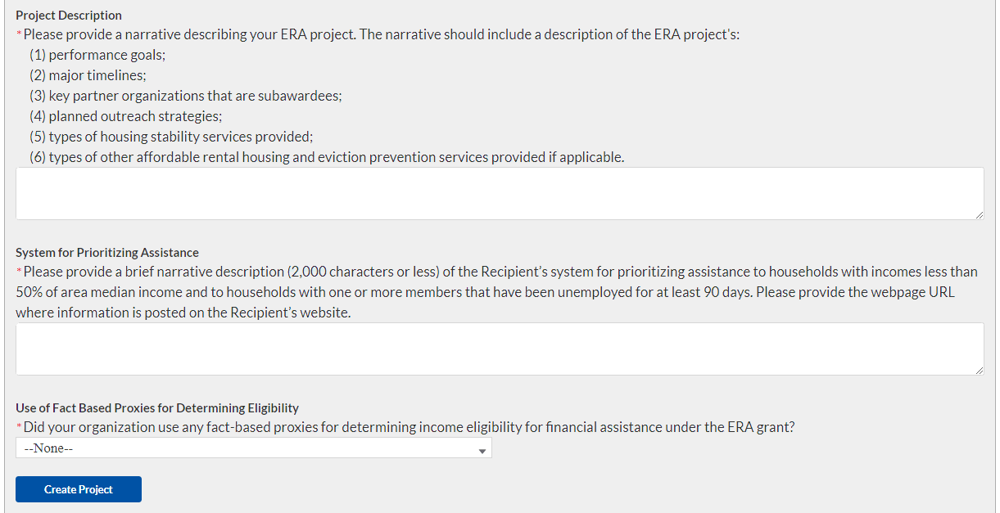 Project Description
*Please provide a narrative describing your ERA project. The narrative should include a description of the ERA project's:
(1) performance goals;
(2) major timelines;
(3) key partner organizations that are subawardees;
(4) planned outreach strategies;
(5) types of housing stability services provided;
(6) types of other affordable rental housing and eviction prevention services provided if applicable.
System for Prioritizing Assistance
*Please provide a brief narrative description (2,000 characters or less) of the Recipient’s system for prioritizing assistance to households with incomes less than
50% of area median income and to households with one or more members that have been unemployed for at least 90 days. Please provide the webpage URL
where information is posted on the Recipient’s website.
Use of Fact Based Proxies for Determining Eligibility
*Did your organization use any fact-based proxies for determining income eligibility for financial assistance under the ERA grant?
--None--
Create Project